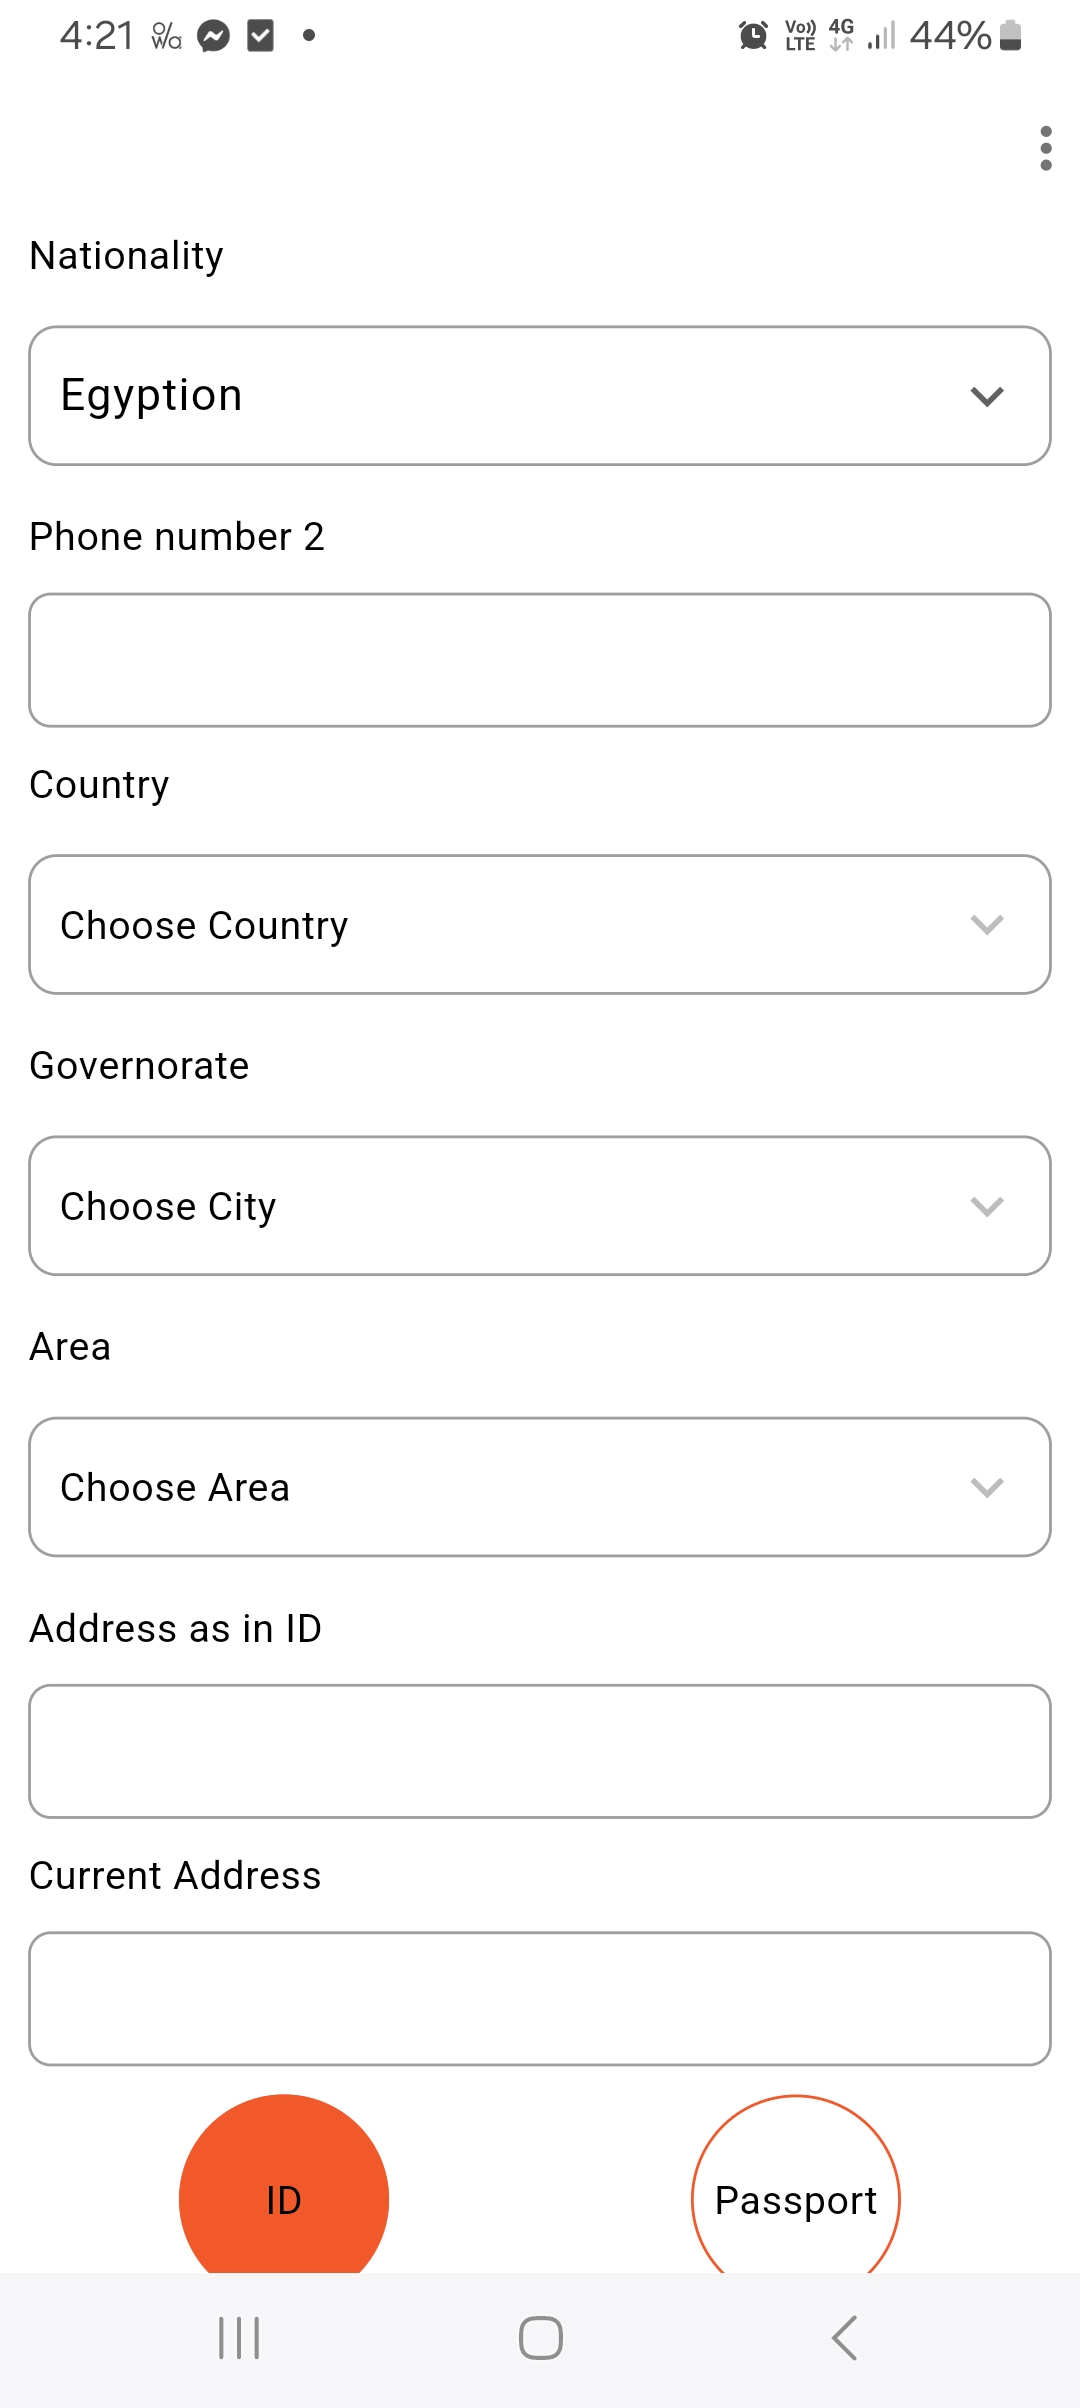 4:21
Vo)) LTE 4G 44%
Nationality
Egyption
Phone number 2
Country
Choose Country
Governorate
Choose City
Area
Choose Area
Address as in ID
Current Address
ID
Passport